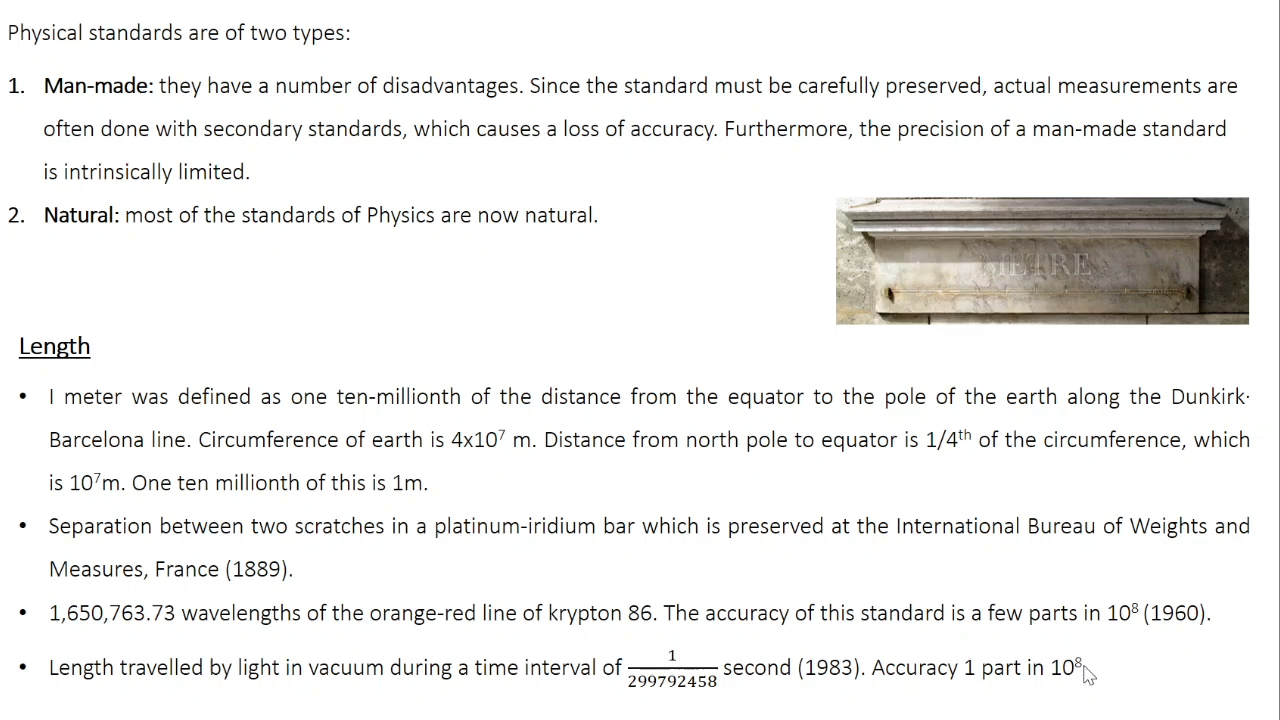 Physical standards are of two types:
1. Man-made: they have a number of disadvantages. Since the standard must be carefully preserved, actual measurements are
often done with secondary standards, which causes a loss of accuracy. Furthermore, the precision of a man-made standard
is intrinsically limited.
2. Natural: most of the standards of Physics are now natural.
METRE
Length
• I meter was defined as one ten-millionth of the distance from the equator to the pole of the earth along the Dunkirk-
Barcelona line. Circumference of earth is 4x10⁷ m. Distance from north pole to equator is 1/4ᵗʰ of the circumference, which
is 10⁷m. One ten millionth of this is 1m.
• Separation between two scratches in a platinum-iridium bar which is preserved at the International Bureau of Weights and
Measures, France (1889).
• 1,650,763.73 wavelengths of the orange-red line of krypton 86. The accuracy of this standard is a few parts in 10⁸ (1960).
• Length travelled by light in vacuum during a time interval of 1/299792458 second (1983). Accuracy 1 part in 10⁸